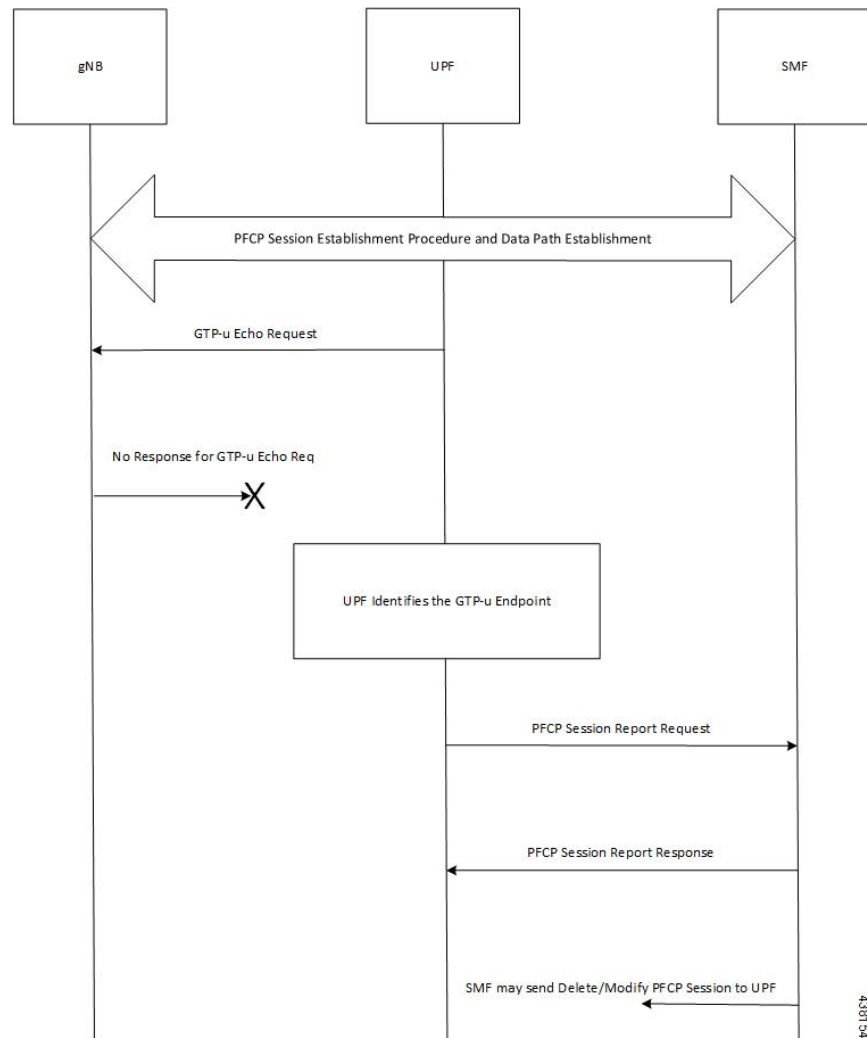 gNB
UPF
SMF
PFCP Session Establishment Procedure and Data Path Establishment
GTP-u Echo Request
No Response for GTP-u Echo Req
X
UPF Identifies the GTP-u Endpoint
PFCP Session Report Request
PFCP Session Report Response
SMF may send Delete/Modify PFCP Session to UPF
438154